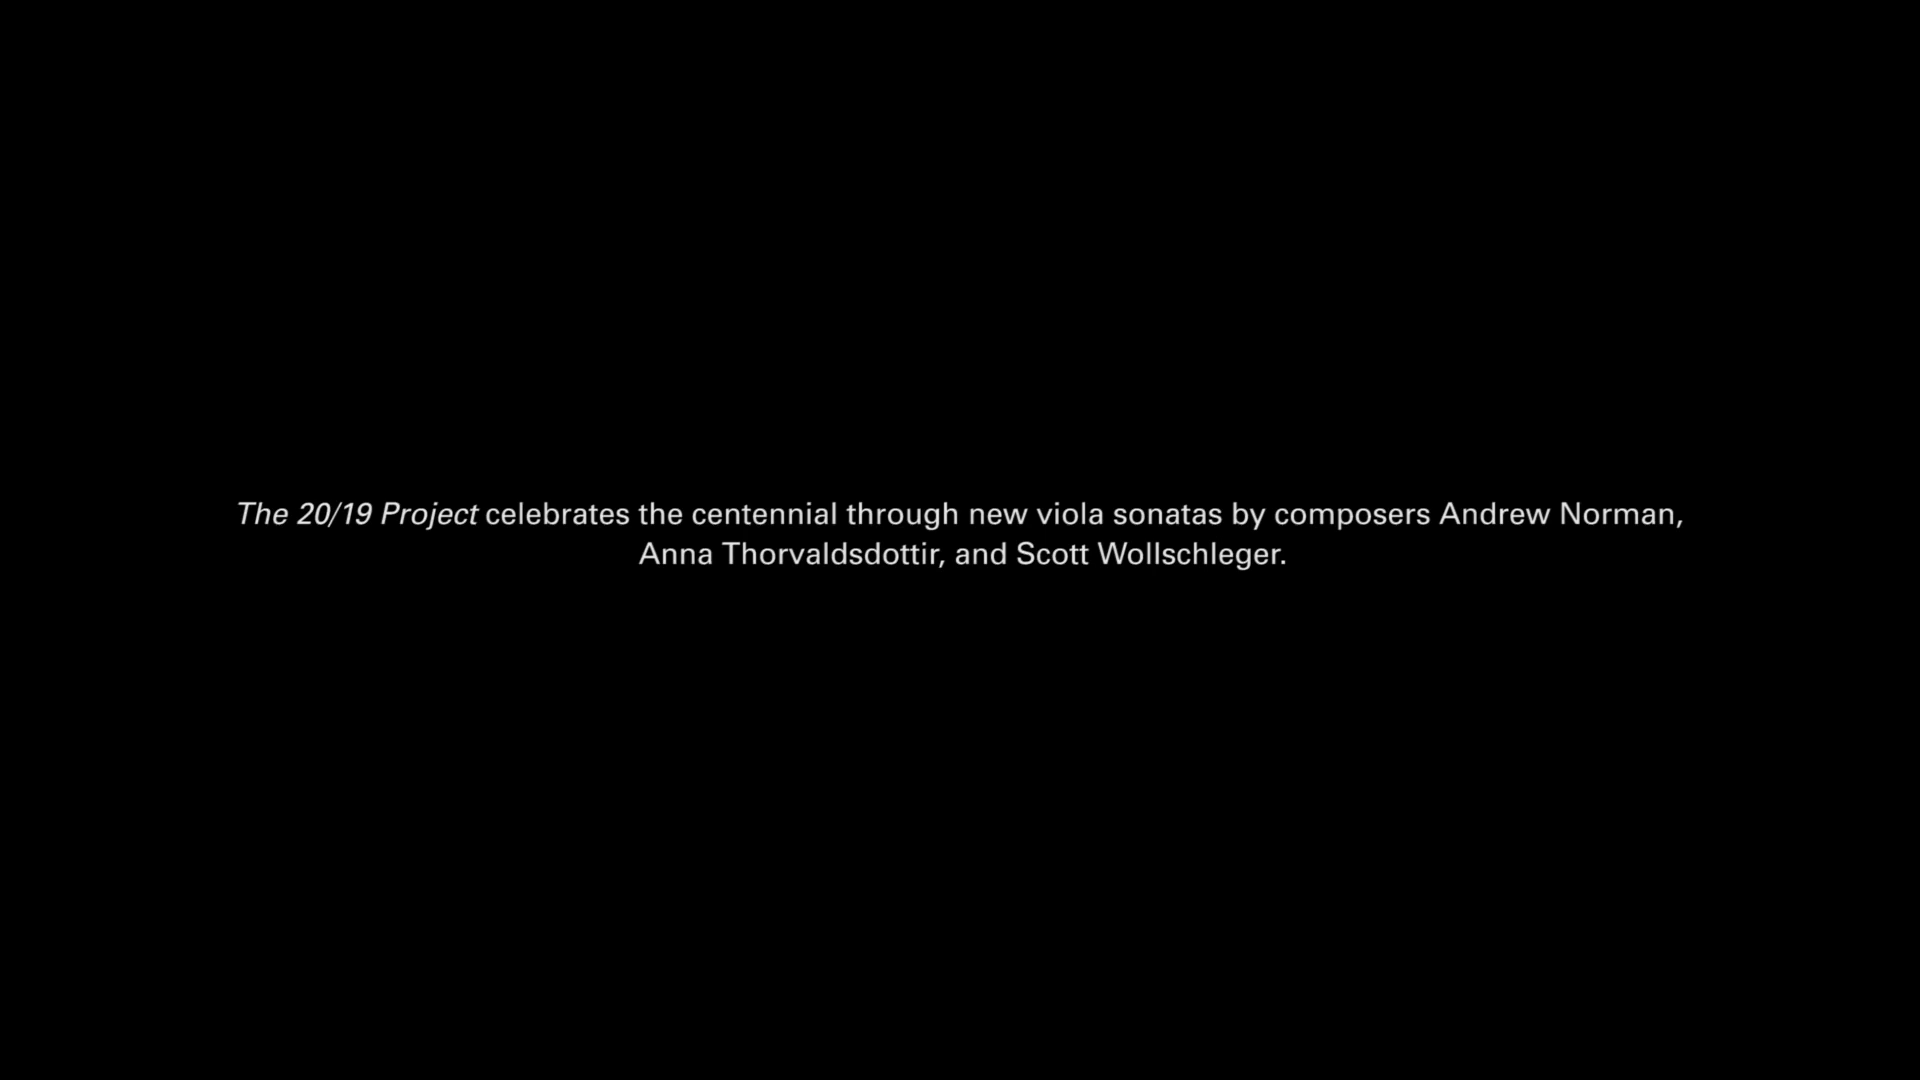 The 20/19 Project celebrates the centennial through new viola sonatas by composers Andrew Norman,
Anna Thorvaldsdottir, and Scott Wollschleger.